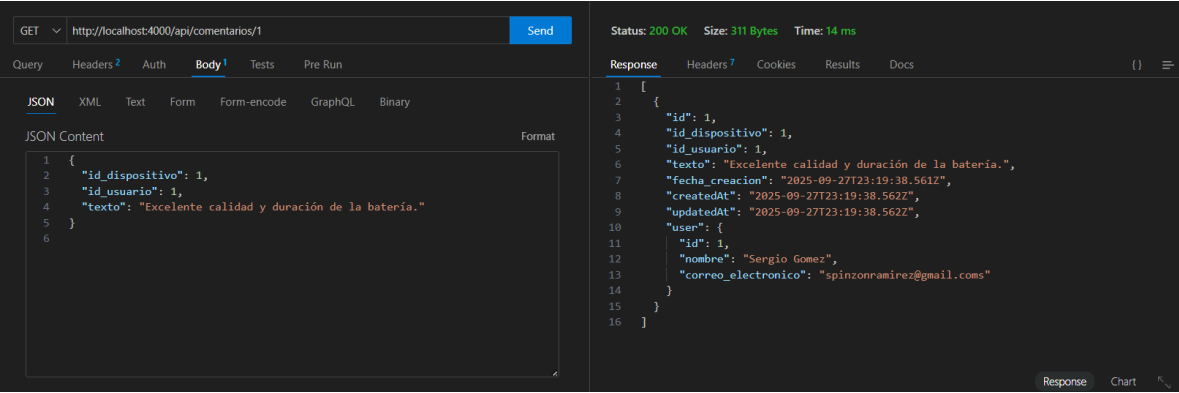 GET http://localhost:4000/api/comentarios/1 Send
Query Headers 2 Auth Body 1 Tests Pre Run
JSON XML Text Form Form-encode GraphQL Binary
JSON Content Format
1 {
2 "id_dispositivo": 1,
3 "id_usuario": 1,
4 "texto": "Excelente calidad y duración de la batería."
5 }
6
Status: 200 OK Size: 311 Bytes Time: 14 ms
Response Headers 7 Cookies Results Docs {}
1 [
2 {
3 "id": 1,
4 "id_dispositivo": 1,
5 "id_usuario": 1,
6 "texto": "Excelente calidad y duración de la batería.",
7 "fecha_creacion": "2025-09-27T23:19:38.561Z",
8 "createdAt": "2025-09-27T23:19:38.562Z",
9 "updatedAt": "2025-09-27T23:19:38.562Z",
10 "user": {
11 "id": 1,
12 "nombre": "Sergio Gomez",
13 "correo_electronico": "spinzonramirez@gmail.coms"
14 }
15 }
16 ]
Response Chart